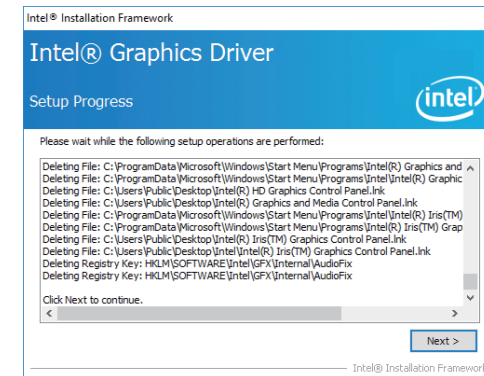 Intel® Installation Framework
Intel® Graphics Driver
Setup Progress
intel
Please wait while the following setup operations are performed:
Deleting File: C:\ProgramData\Microsoft\Windows\Start Menu\Programs\Intel(R) Graphics and
Deleting File: C:\ProgramData\Microsoft\Windows\Start Menu\Programs\Intel\Intel(R) Graphic
Deleting File: C:\Users\Public\Desktop\Intel(R) HD Graphics Control Panel.lnk
Deleting File: C:\Users\Public\Desktop\Intel(R) Graphics and Media Control Panel.lnk
Deleting File: C:\ProgramData\Microsoft\Windows\Start Menu\Programs\Intel\Intel(R) Iris(TM)
Deleting File: C:\ProgramData\Microsoft\Windows\Start Menu\Programs\Intel(R) Iris(TM) Grap
Deleting File: C:\Users\Public\Desktop\Intel(R) Iris(TM) Graphics Control Panel.lnk
Deleting File: C:\Users\Public\Desktop\Intel\Intel(R) Iris(TM) Graphics Control Panel.lnk
Deleting Registry Key: HKLM\SOFTWARE\Intel\GFX\Internal\AudioFix
Deleting Registry Key: HKLM\SOFTWARE\Intel\GFX\Internal\AudioFix
Click Next to continue.
Next >
Intel® Installation Framework